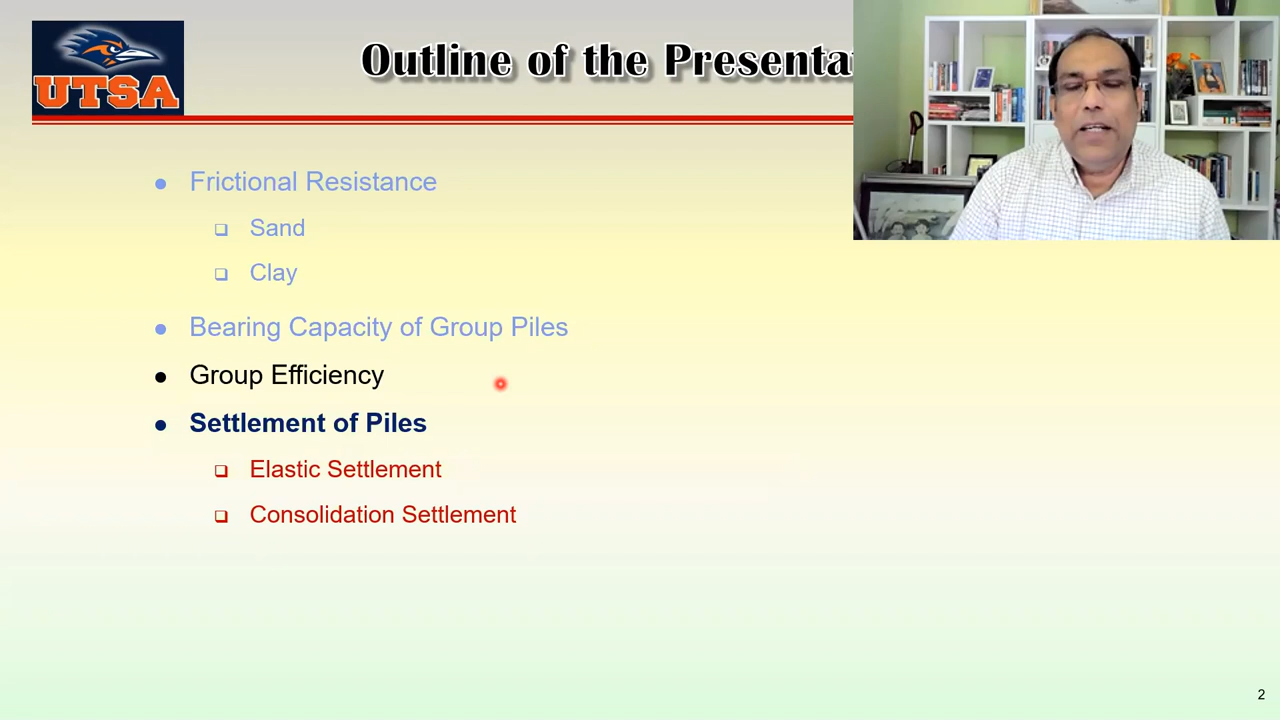 UTSA
Outline of the Presenta
Frictional Resistance
Sand
Clay
Bearing Capacity of Group Piles
Group Efficiency
Settlement of Piles
Elastic Settlement
Consolidation Settlement
2